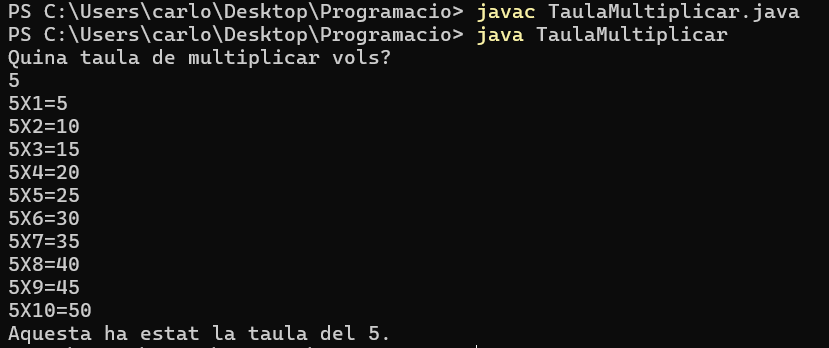 PS C:\Users\carlo\Desktop\Programacio> javac TaulaMultiplicar.java
PS C:\Users\carlo\Desktop\Programacio> java TaulaMultiplicar
Quina taula de multiplicar vols?
5
5X1=5
5X2=10
5X3=15
5X4=20
5X5=25
5X6=30
5X7=35
5X8=40
5X9=45
5X10=50
Aquesta ha estat la taula del 5.